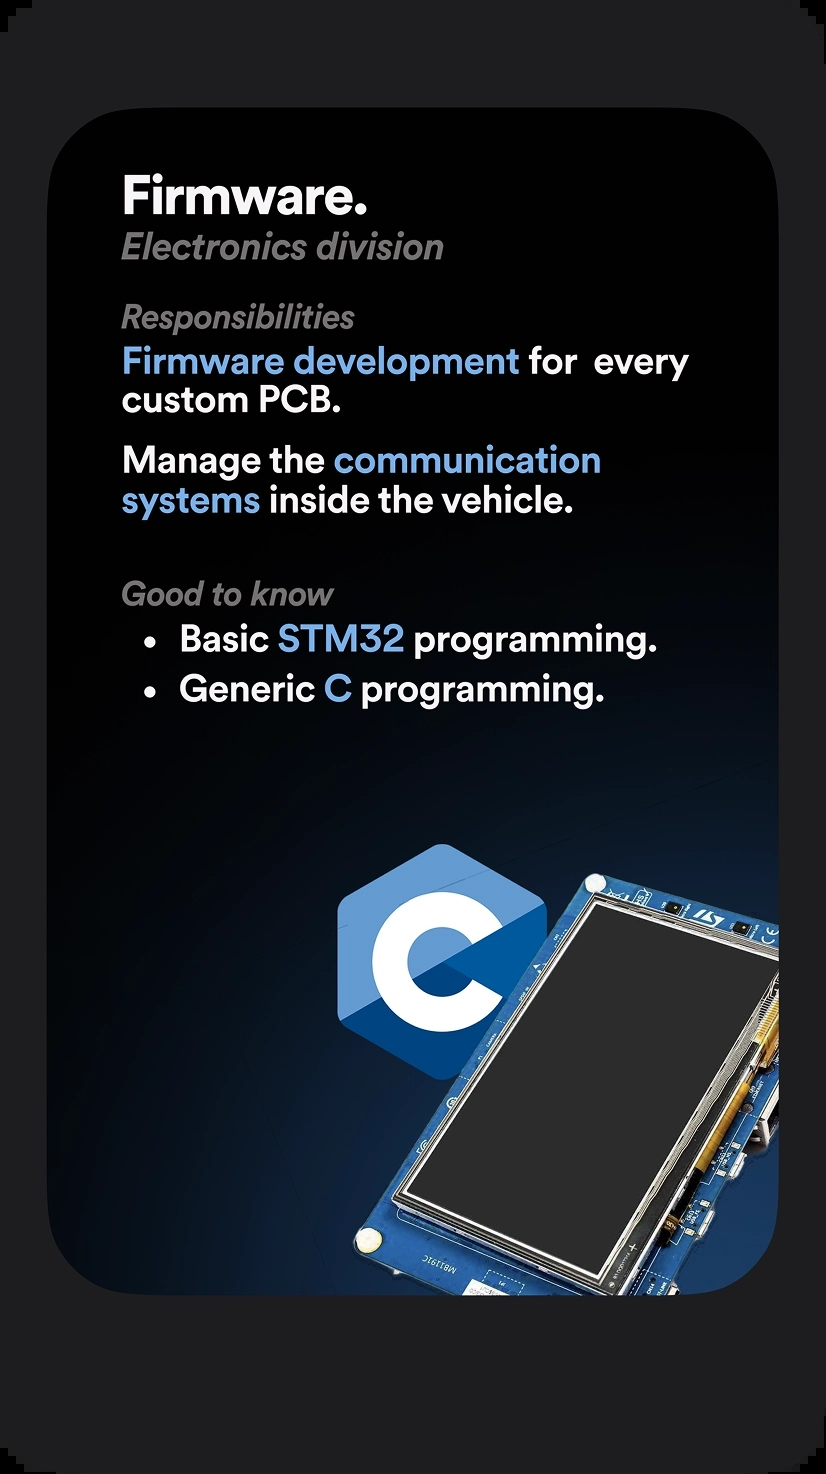 Firmware.
Electronics division
Responsibilities
Firmware development for  every
custom PCB.
Manage the communication
systems inside the vehicle.
Good to know
• Basic STM32 programming.
• Generic C programming.
C
M81191C